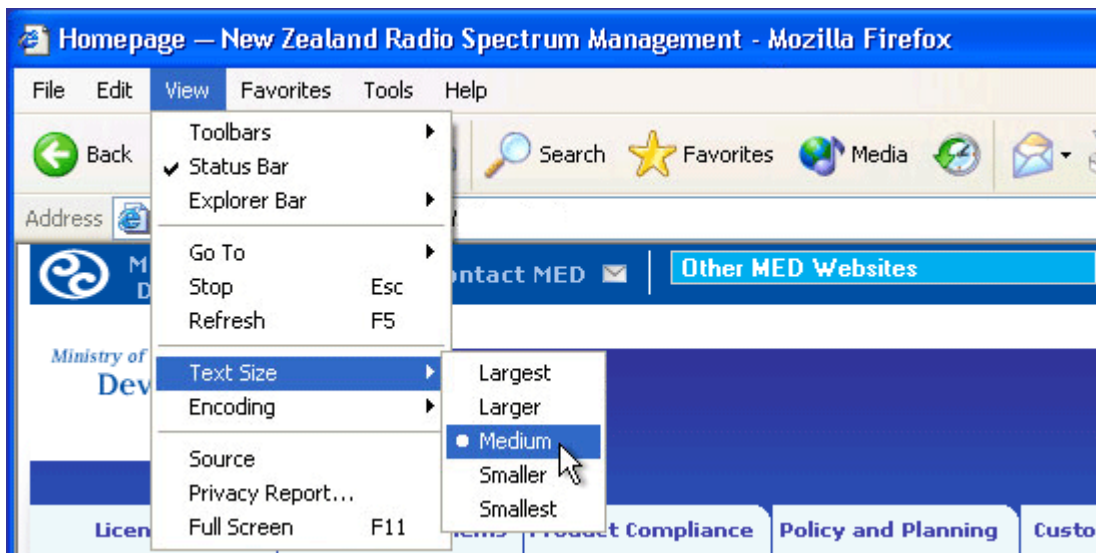 Homepage — New Zealand Radio Spectrum Management - Mozilla Firefox
File Edit View Favorites Tools Help
Back Search Favorites Media
Toolbars
Status Bar
Explorer Bar
Address
Go To
Stop Esc
Refresh F5
Contact MED
Other MED Websites
Ministry of
Text Size
Encoding
Source
Privacy Report...
Full Screen F11
Largest
Larger
Medium
Smaller
Smallest
Product Compliance Policy and Planning